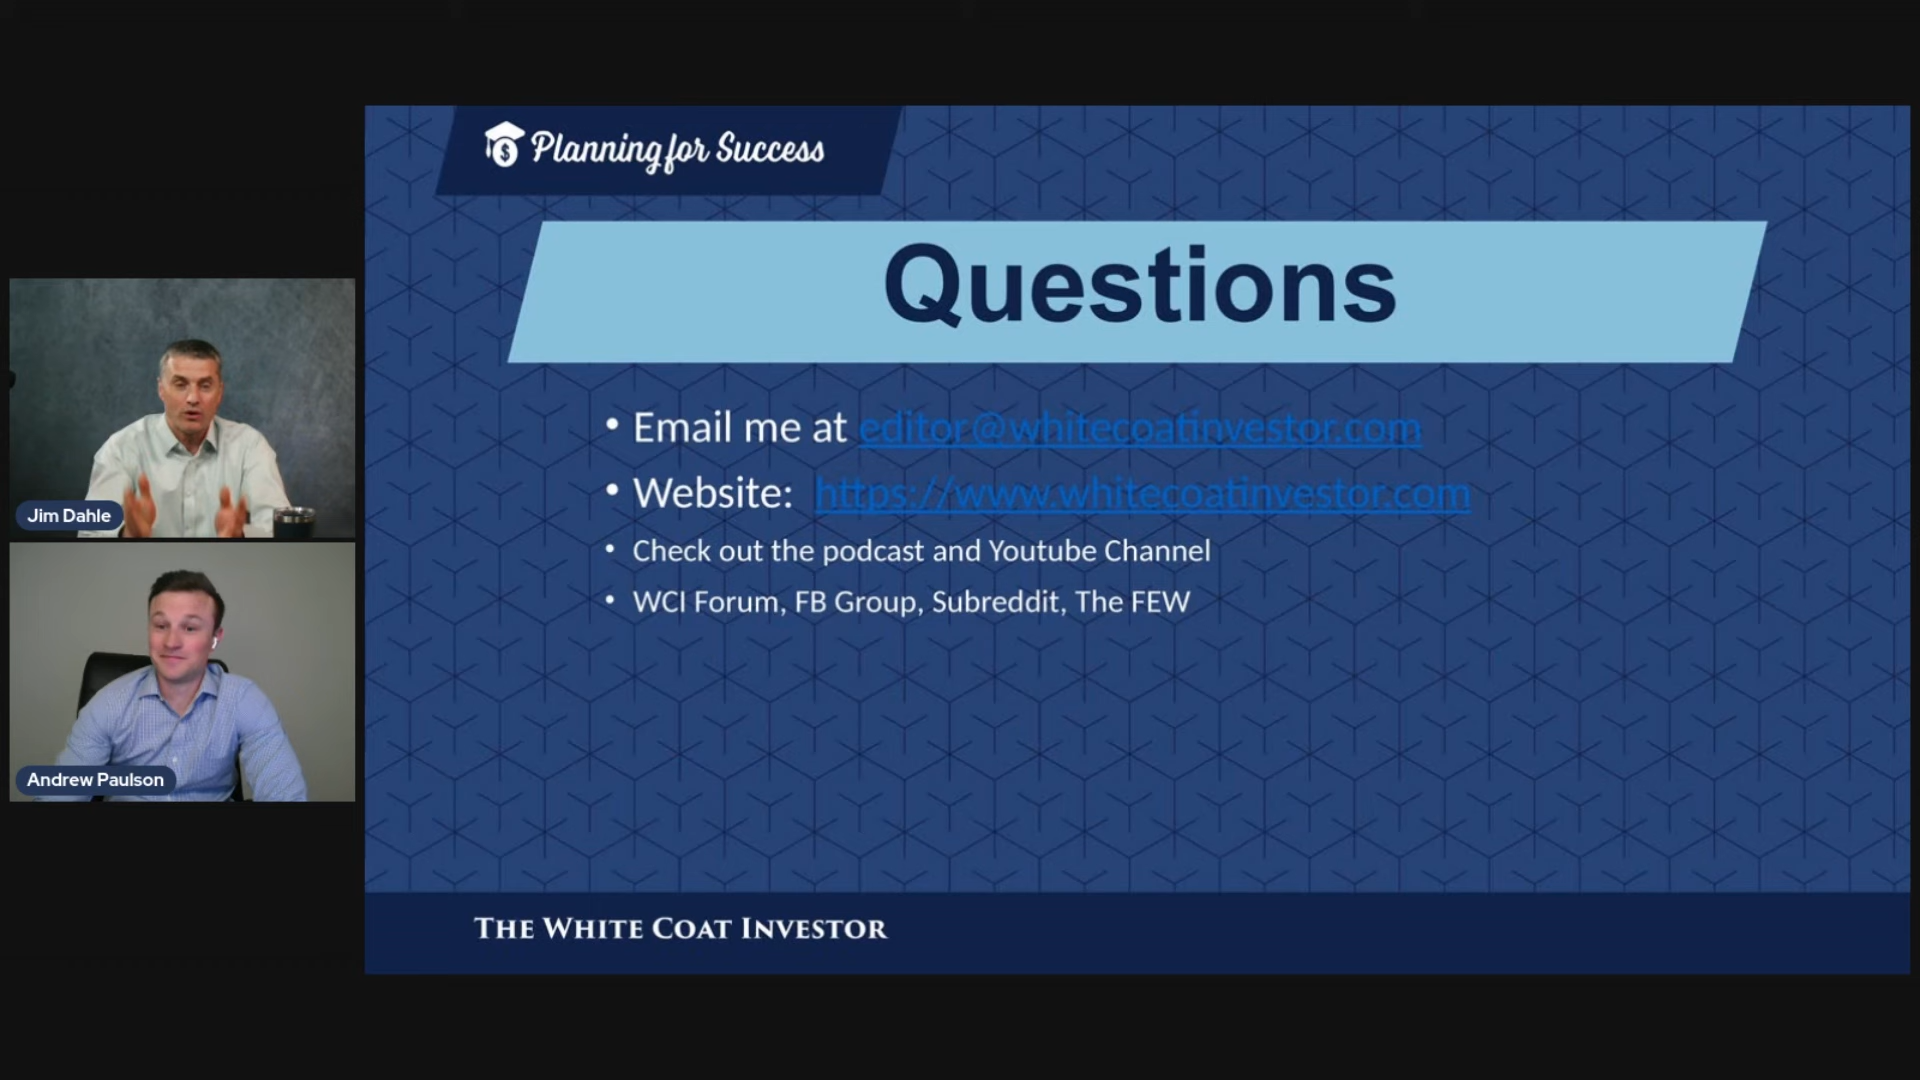 Planning for Success
Questions
• Email me at editor@whitecoatinvestor.com
• Website: https://www.whitecoatinvestor.com
• Check out the podcast and Youtube Channel
• WCI Forum, FB Group, Subreddit, The FEW
Jim Dahle
Andrew Paulson
THE WHITE COAT INVESTOR